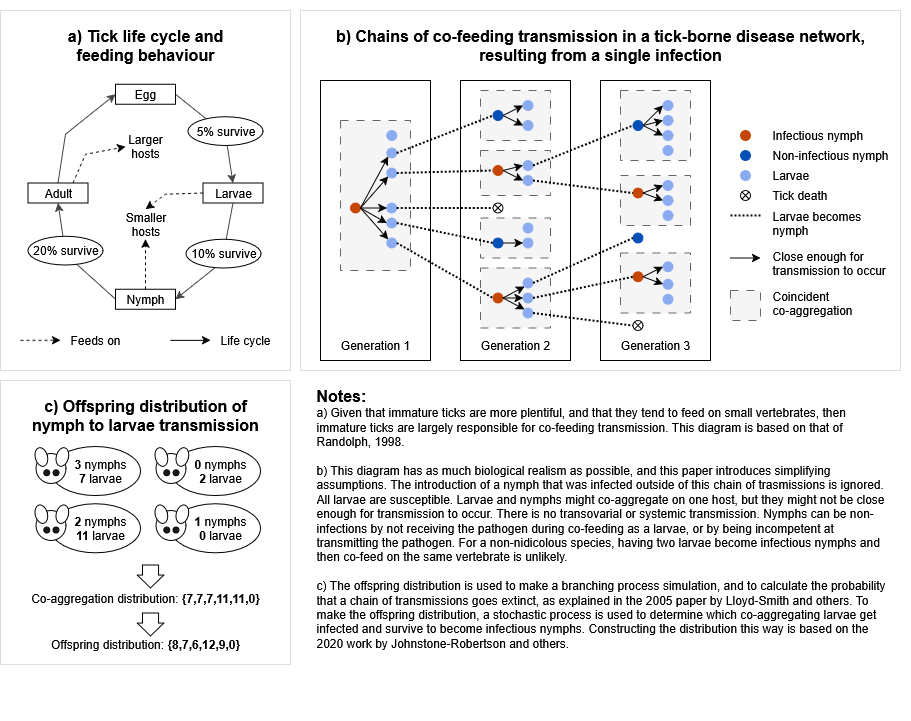 a) Tick life cycle and
feeding behaviour
Egg
5% survive
Larger
hosts
Adult
Larvae
Smaller
hosts
20% survive
10% survive
Nymph
Feeds on
Life cycle
b) Chains of co-feeding transmission in a tick-borne disease network,
resulting from a single infection
Generation 1
Generation 2
Generation 3
Infectious nymph
Non-infectious nymph
Larvae
Tick death
Larvae becomes
nymph
Close enough for
transmission to occur
Coincident
co-aggregation
c) Offspring distribution of
nymph to larvae transmission
3 nymphs
7 larvae
0 nymphs
2 larvae
2 nymphs
11 larvae
1 nymphs
0 larvae
Co-aggregation distribution: {7,7,7,11,11,0}
Offspring distribution: {8,7,6,12,9,0}
Notes:
a) Given that immature ticks are more plentiful, and that they tend to feed on small vertebrates, then
immature ticks are largely responsible for co-feeding transmission. This diagram is based on that of
Randolph, 1998.
b) This diagram has as much biological realism as possible, and this paper introduces simplifying
assumptions. The introduction of a nymph that was infected outside of this chain of trasmissions is ignored.
All larvae are susceptible. Larvae and nymphs might co-aggregate on one host, but they might not be close
enough for transmission to occur. There is no transovarial or systemic transmission. Nymphs can be non-
infections by not receiving the pathogen during co-feeding as a larvae, or by being incompetent at
transmitting the pathogen. For a non-nidicolous species, having two larvae become infectious nymphs and
then co-feed on the same vertebrate is unlikely.
c) The offspring distribution is used to make a branching process simulation, and to calculate the probability
that a chain of transmissions goes extinct, as explained in the 2005 paper by Lloyd-Smith and others. To
make the offspring distribution, a stochastic process is used to determine which co-aggregating larvae get
infected and survive to become infectious nymphs. Constructing the distribution this way is based on the
2020 work by Johnstone-Robertson and others.